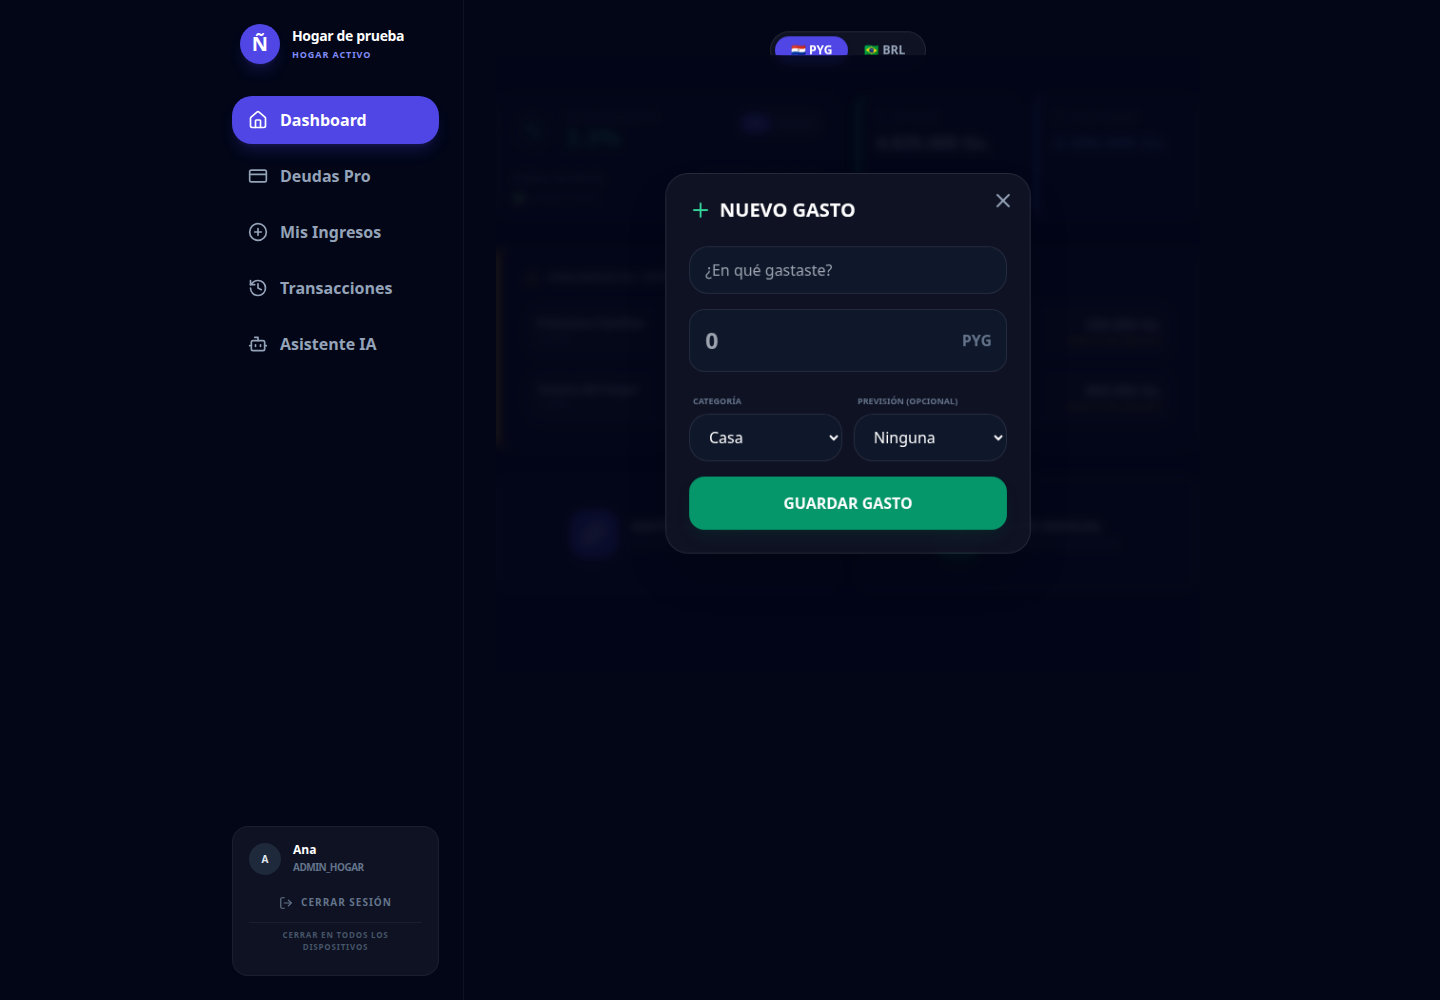 Ñ
Hogar de prueba
HOGAR ACTIVO
Dashboard
Deudas Pro
Mis Ingresos
Transacciones
Asistente IA
A
Ana
ADMIN_HOGAR
CERRAR SESIÓN
CERRAR EN TODOS LOS
DISPOSITIVOS
PYG
BRL
NUEVO GASTO
¿En qué gastaste?
0
PYG
CATEGORÍA
PREVISIÓN (OPCIONAL)
Casa
Ninguna
GUARDAR GASTO